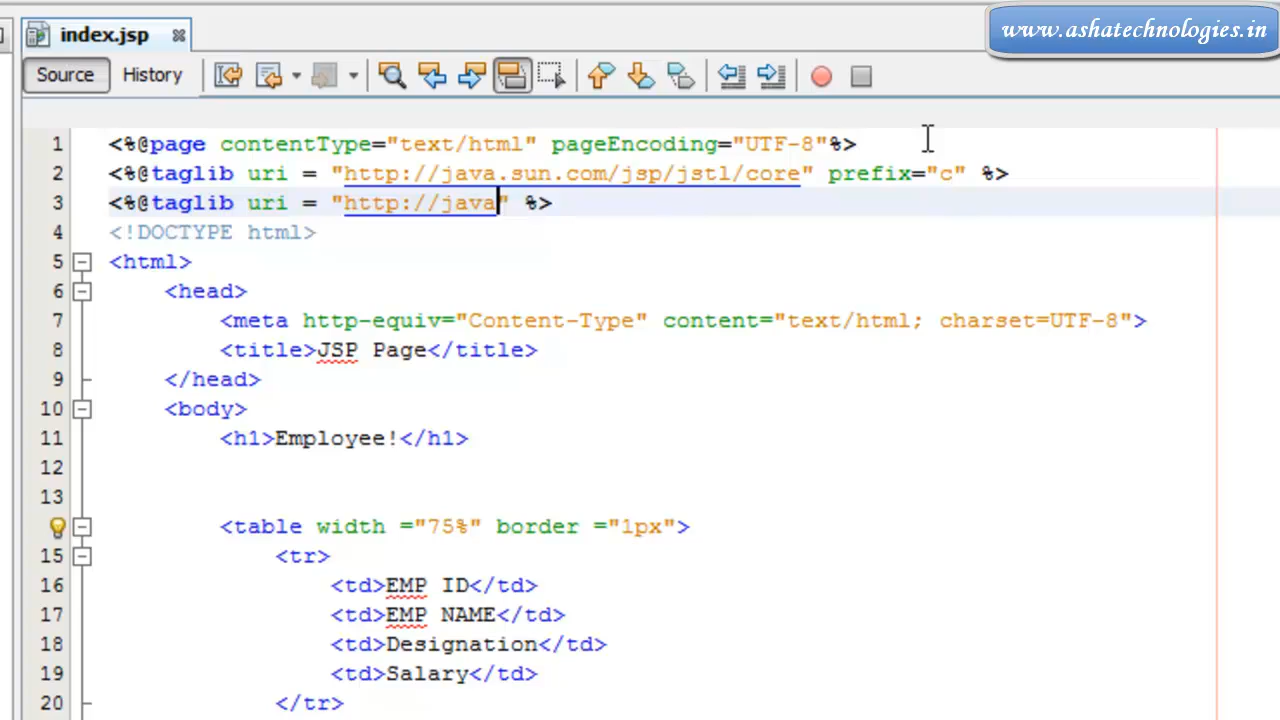 index.jsp
www.ashatechnologies.in
Source History
1 <%@page contentType="text/html" pageEncoding="UTF-8"%>
2 <%@taglib uri = "http://java.sun.com/jsp/jstl/core" prefix="c" %>
3 <%@taglib uri = "http://java" %>
4 <!DOCTYPE html>
5 <html>
6 <head>
7 <meta http-equiv="Content-Type" content="text/html; charset=UTF-8">
8 <title>JSP Page</title>
9 </head>
10 <body>
11 <h1>Employee!</h1>
12
13
<table width ="75%" border ="1px">
15 <tr>
16 <td>EMP ID</td>
17 <td>EMP NAME</td>
18 <td>Designation</td>
19 <td>Salary</td>
20 </tr>